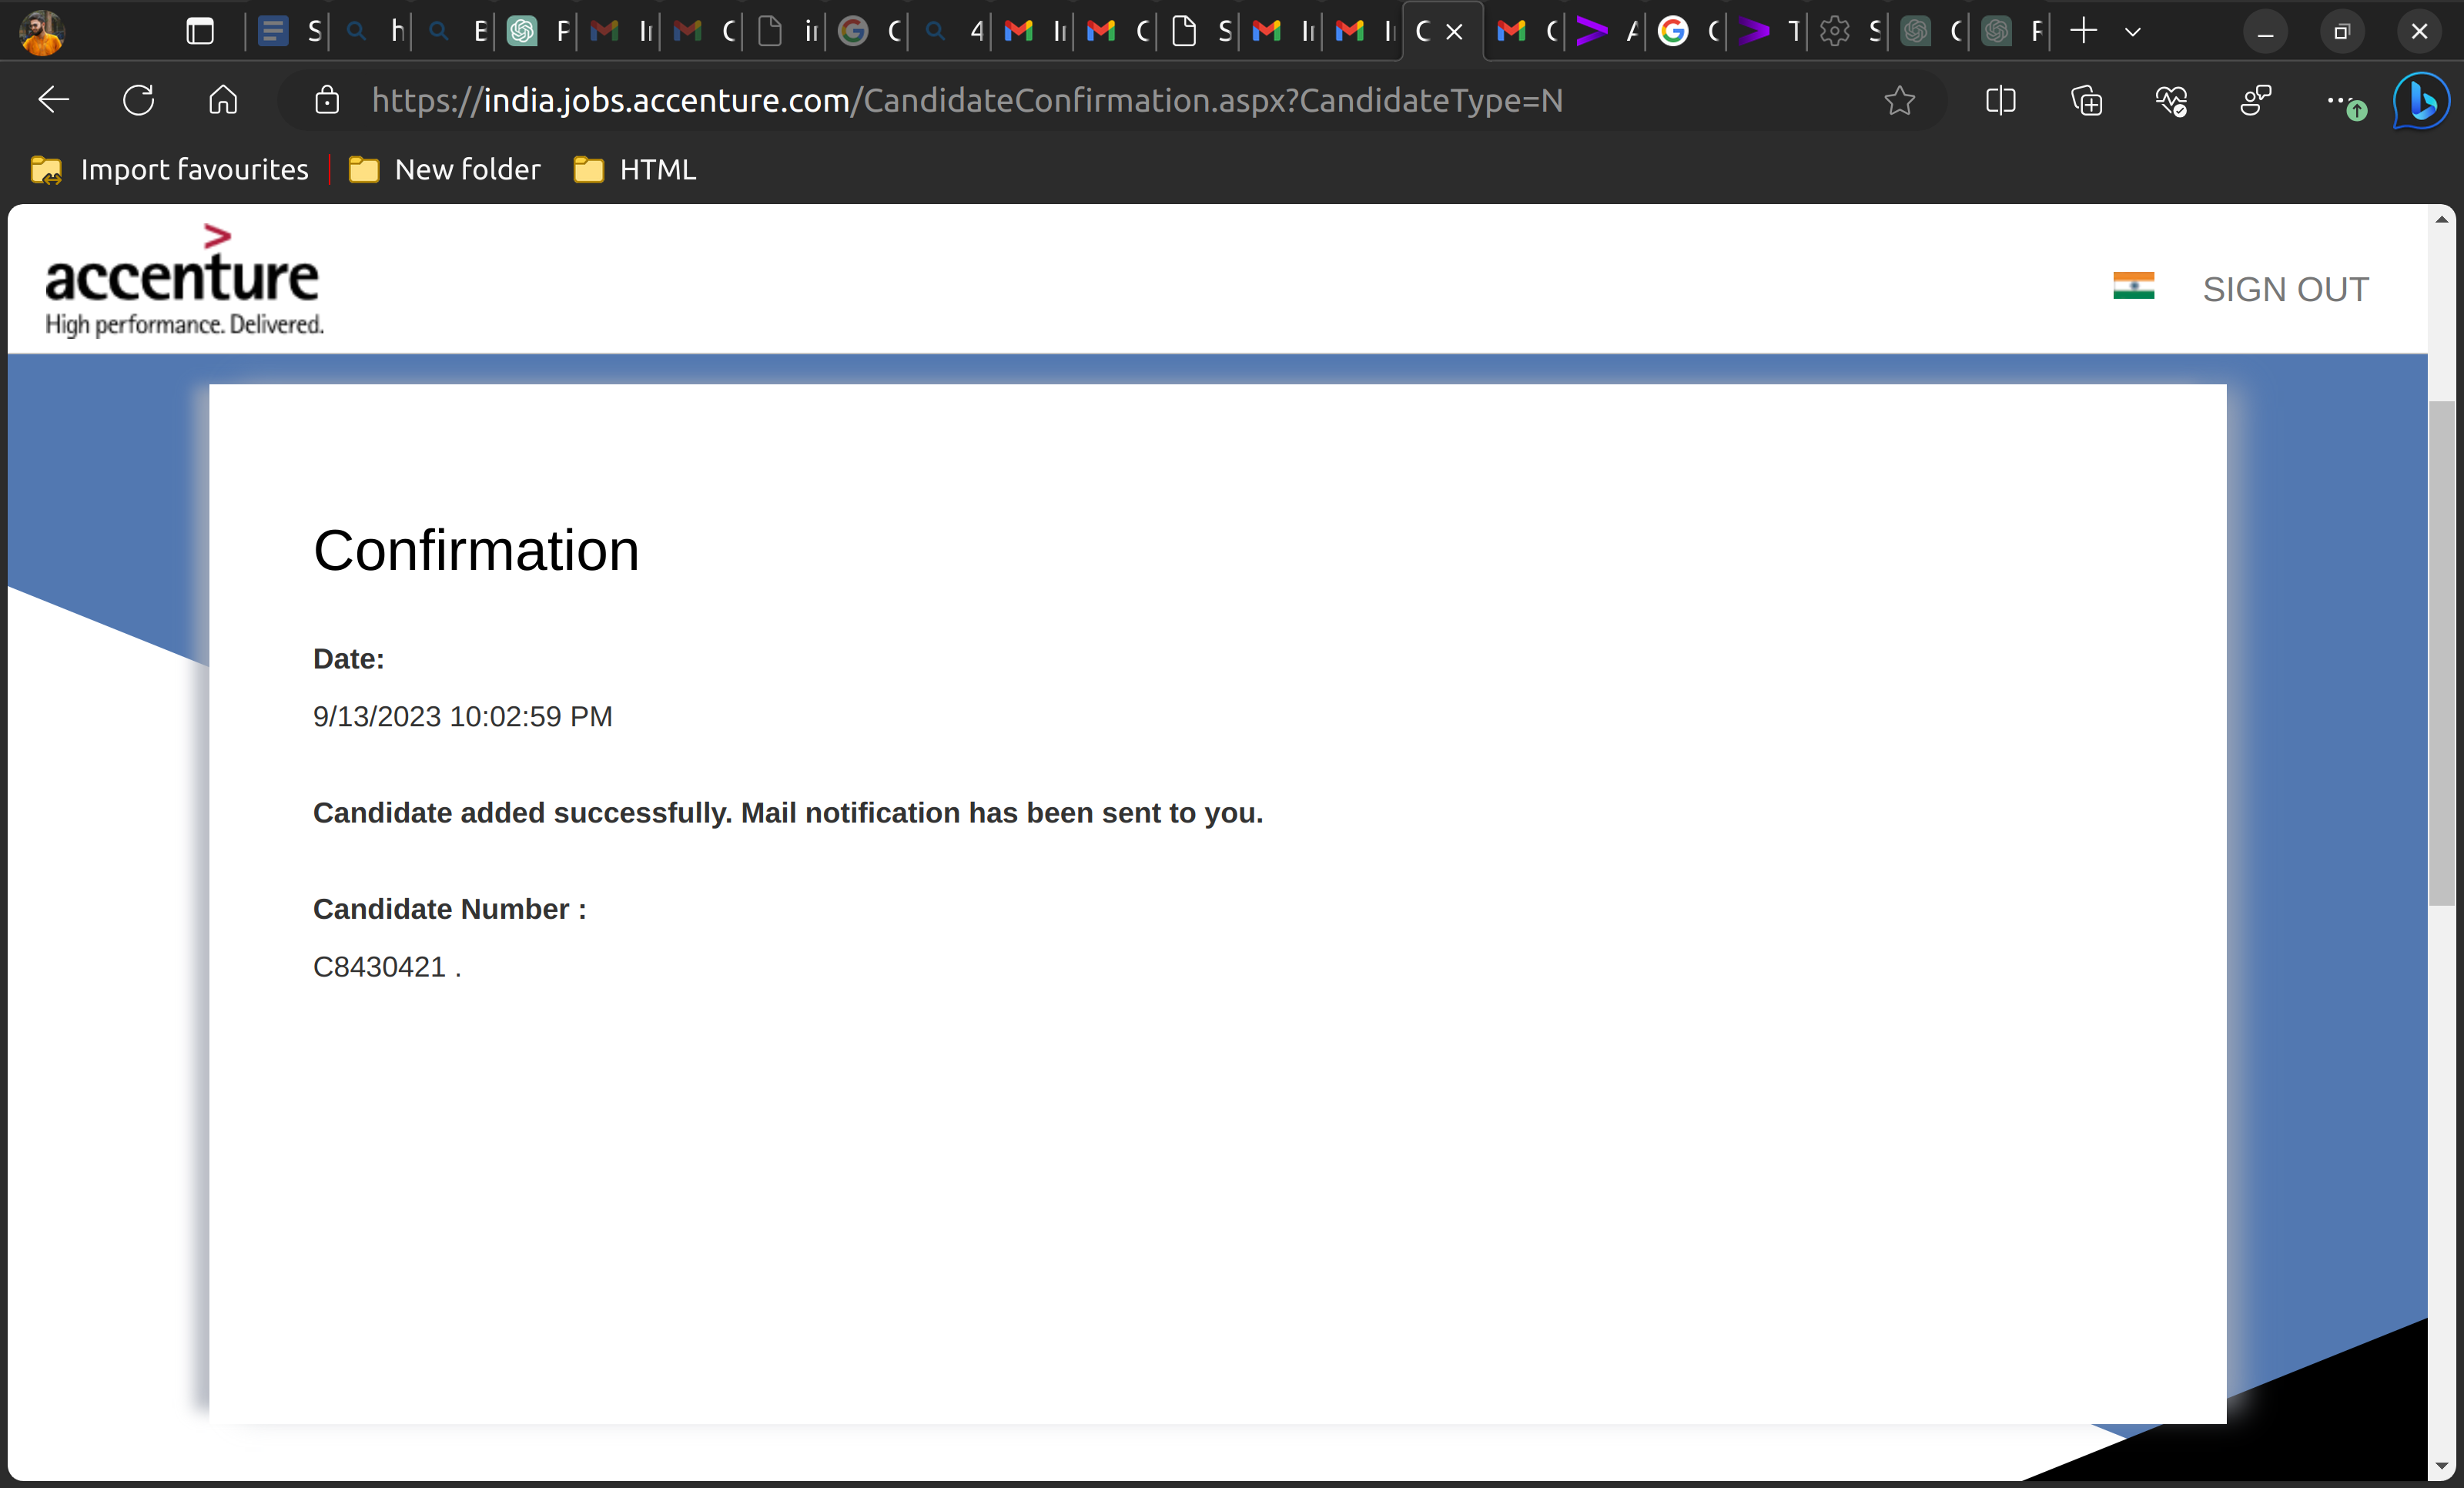 S
h
E
P
C
C
4
C
S
C
C
A
C
T
S
C
F
https://india.jobs.accenture.com/CandidateConfirmation.aspx?CandidateType=N
Import favourites
New folder
HTML
>
accenture
High performance. Delivered.
SIGN OUT
Confirmation
Date:
9/13/2023 10:02:59 PM
Candidate added successfully. Mail notification has been sent to you.
Candidate Number :
C8430421 .